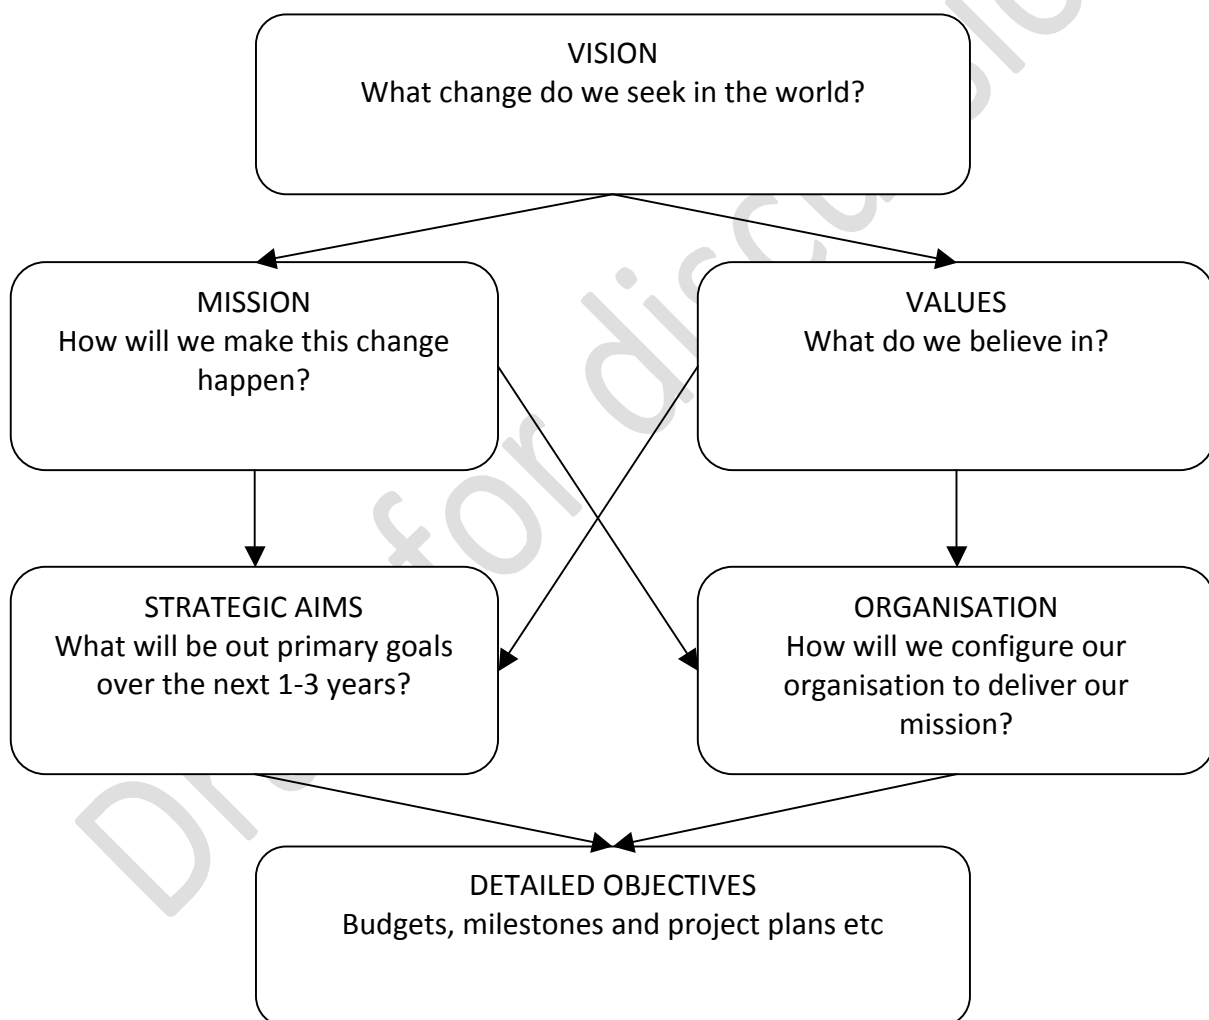 VISION
What change do we seek in the world?
MISSION
How will we make this change
happen?
VALUES
What do we believe in?
STRATEGIC AIMS
What will be out primary goals
over the next 1-3 years?
ORGANISATION
How will we configure our
organisation to deliver our
mission?
DETAILED OBJECTIVES
Budgets, milestones and project plans etc
for